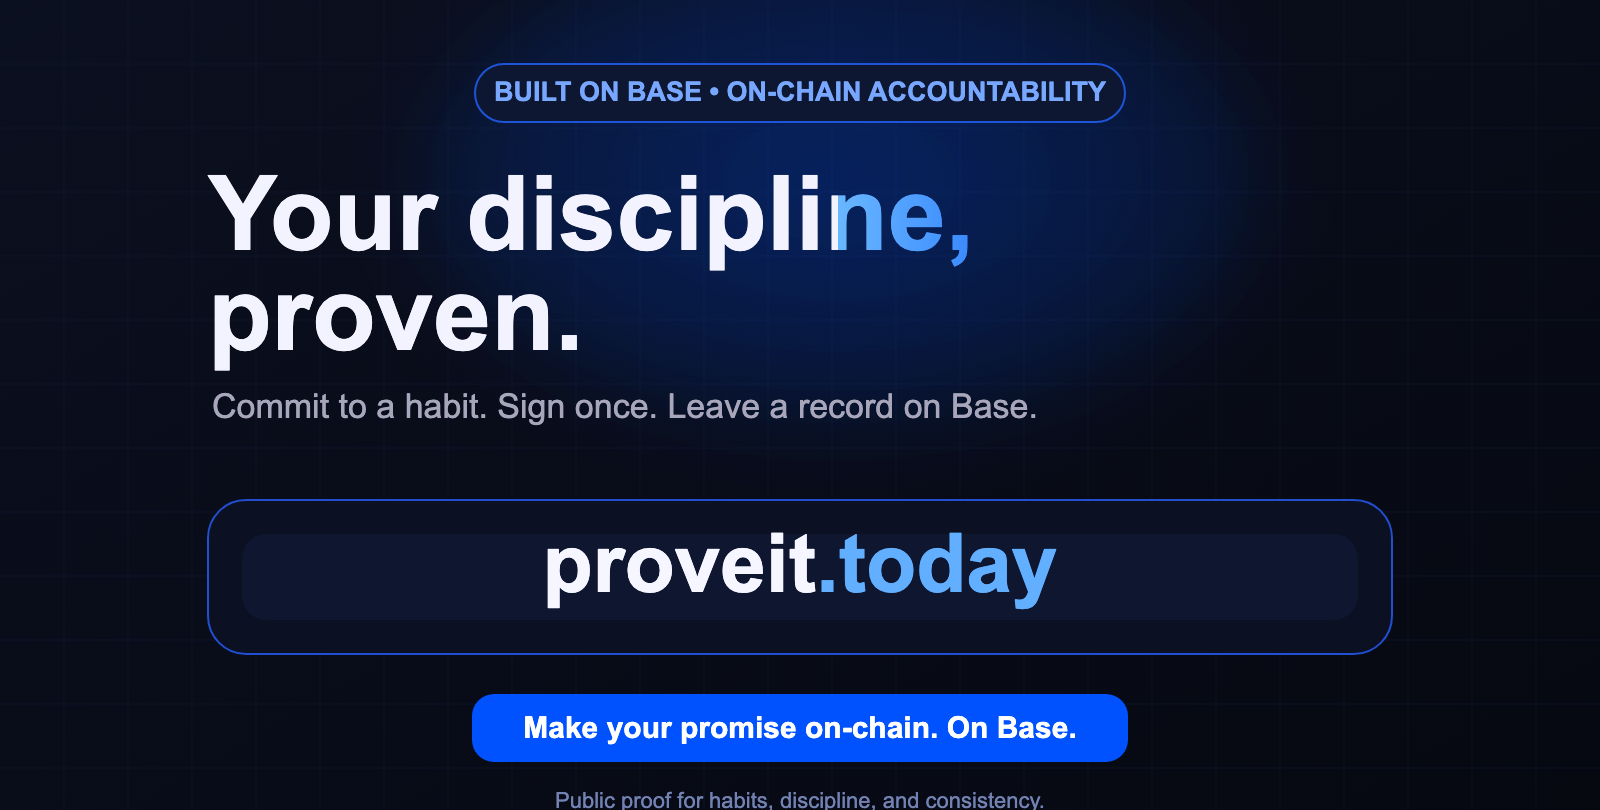 BUILT ON BASE • ON-CHAIN ACCOUNTABILITY
Your discipline,
proven.
Commit to a habit. Sign once. Leave a record on Base.
proveit.today
Make your promise on-chain. On Base.
Public proof for habits, discipline, and consistency.